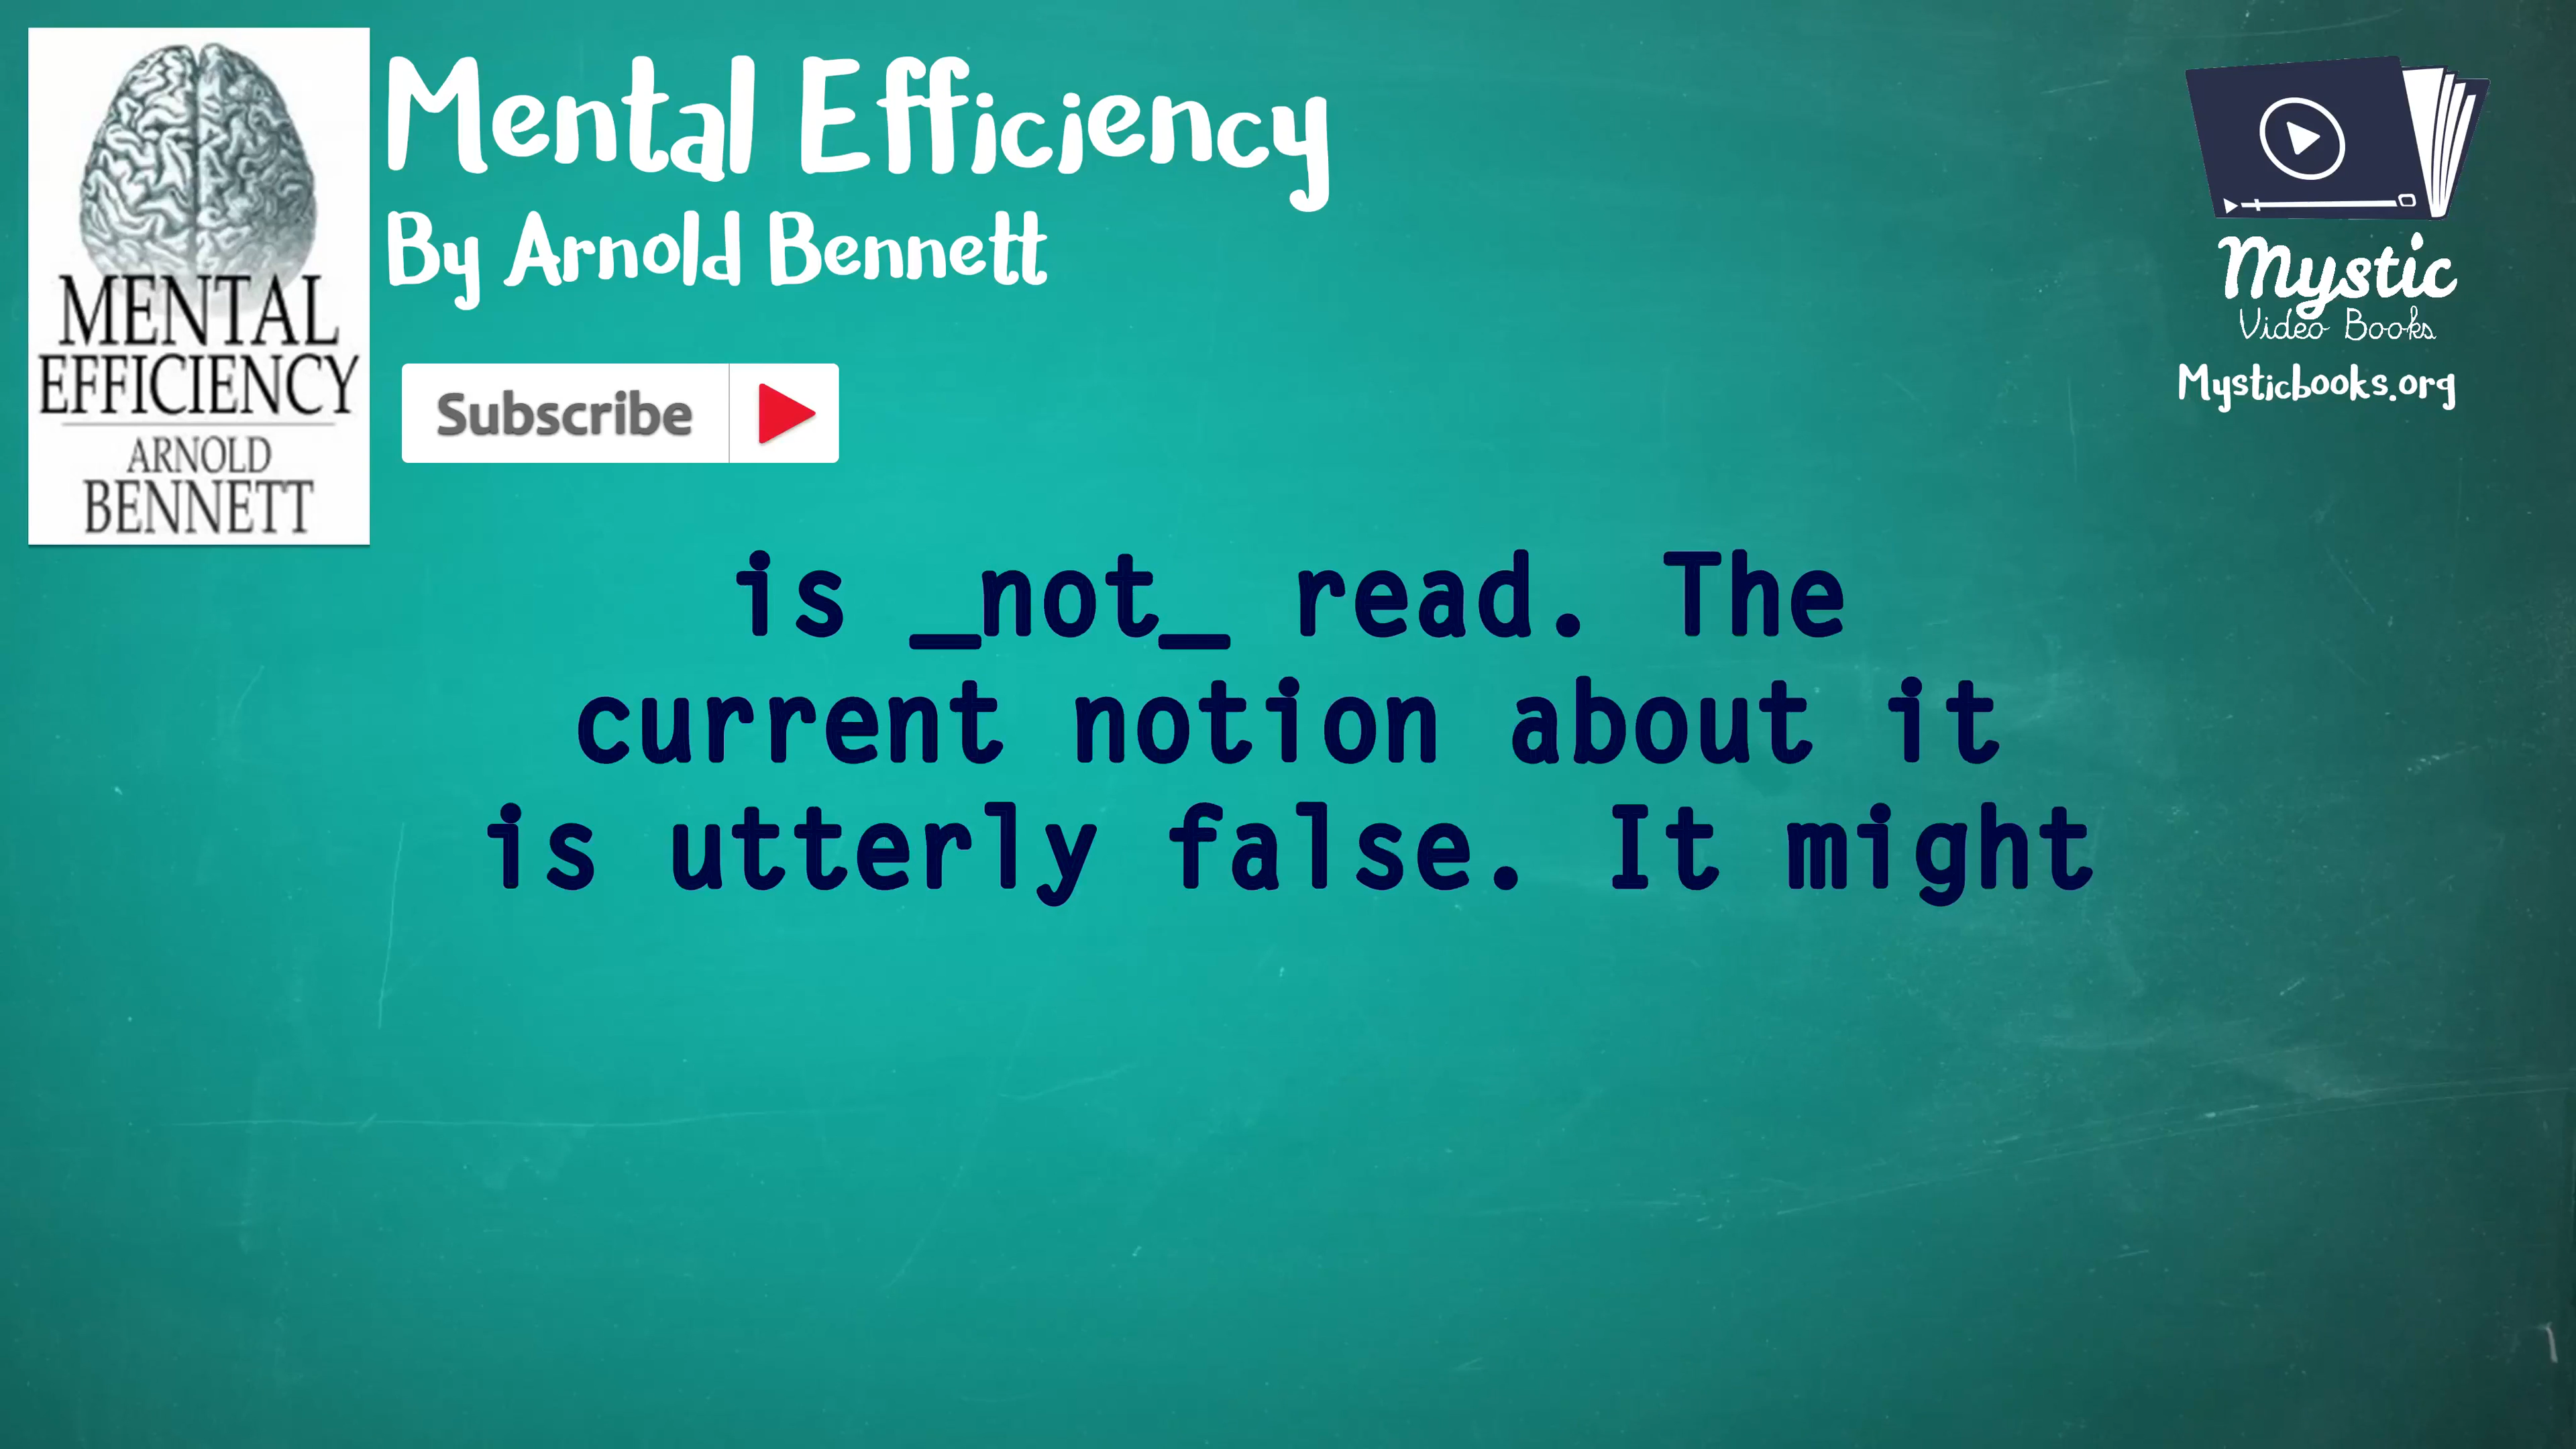 MENTAL
EFFICIENCY
ARNOLD
BENNETT
Mental Efficiency
By Arnold Bennett
Subscribe
Mystic
Video Books
Mysticbooks.org
is _not_ read. The
current notion about it
is utterly false. It might